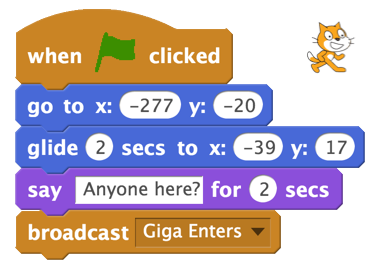 when clicked
go to x: -277 y: -20
glide 2 secs to x: -39 y: 17
say Anyone here? for 2 secs
broadcast Giga Enters